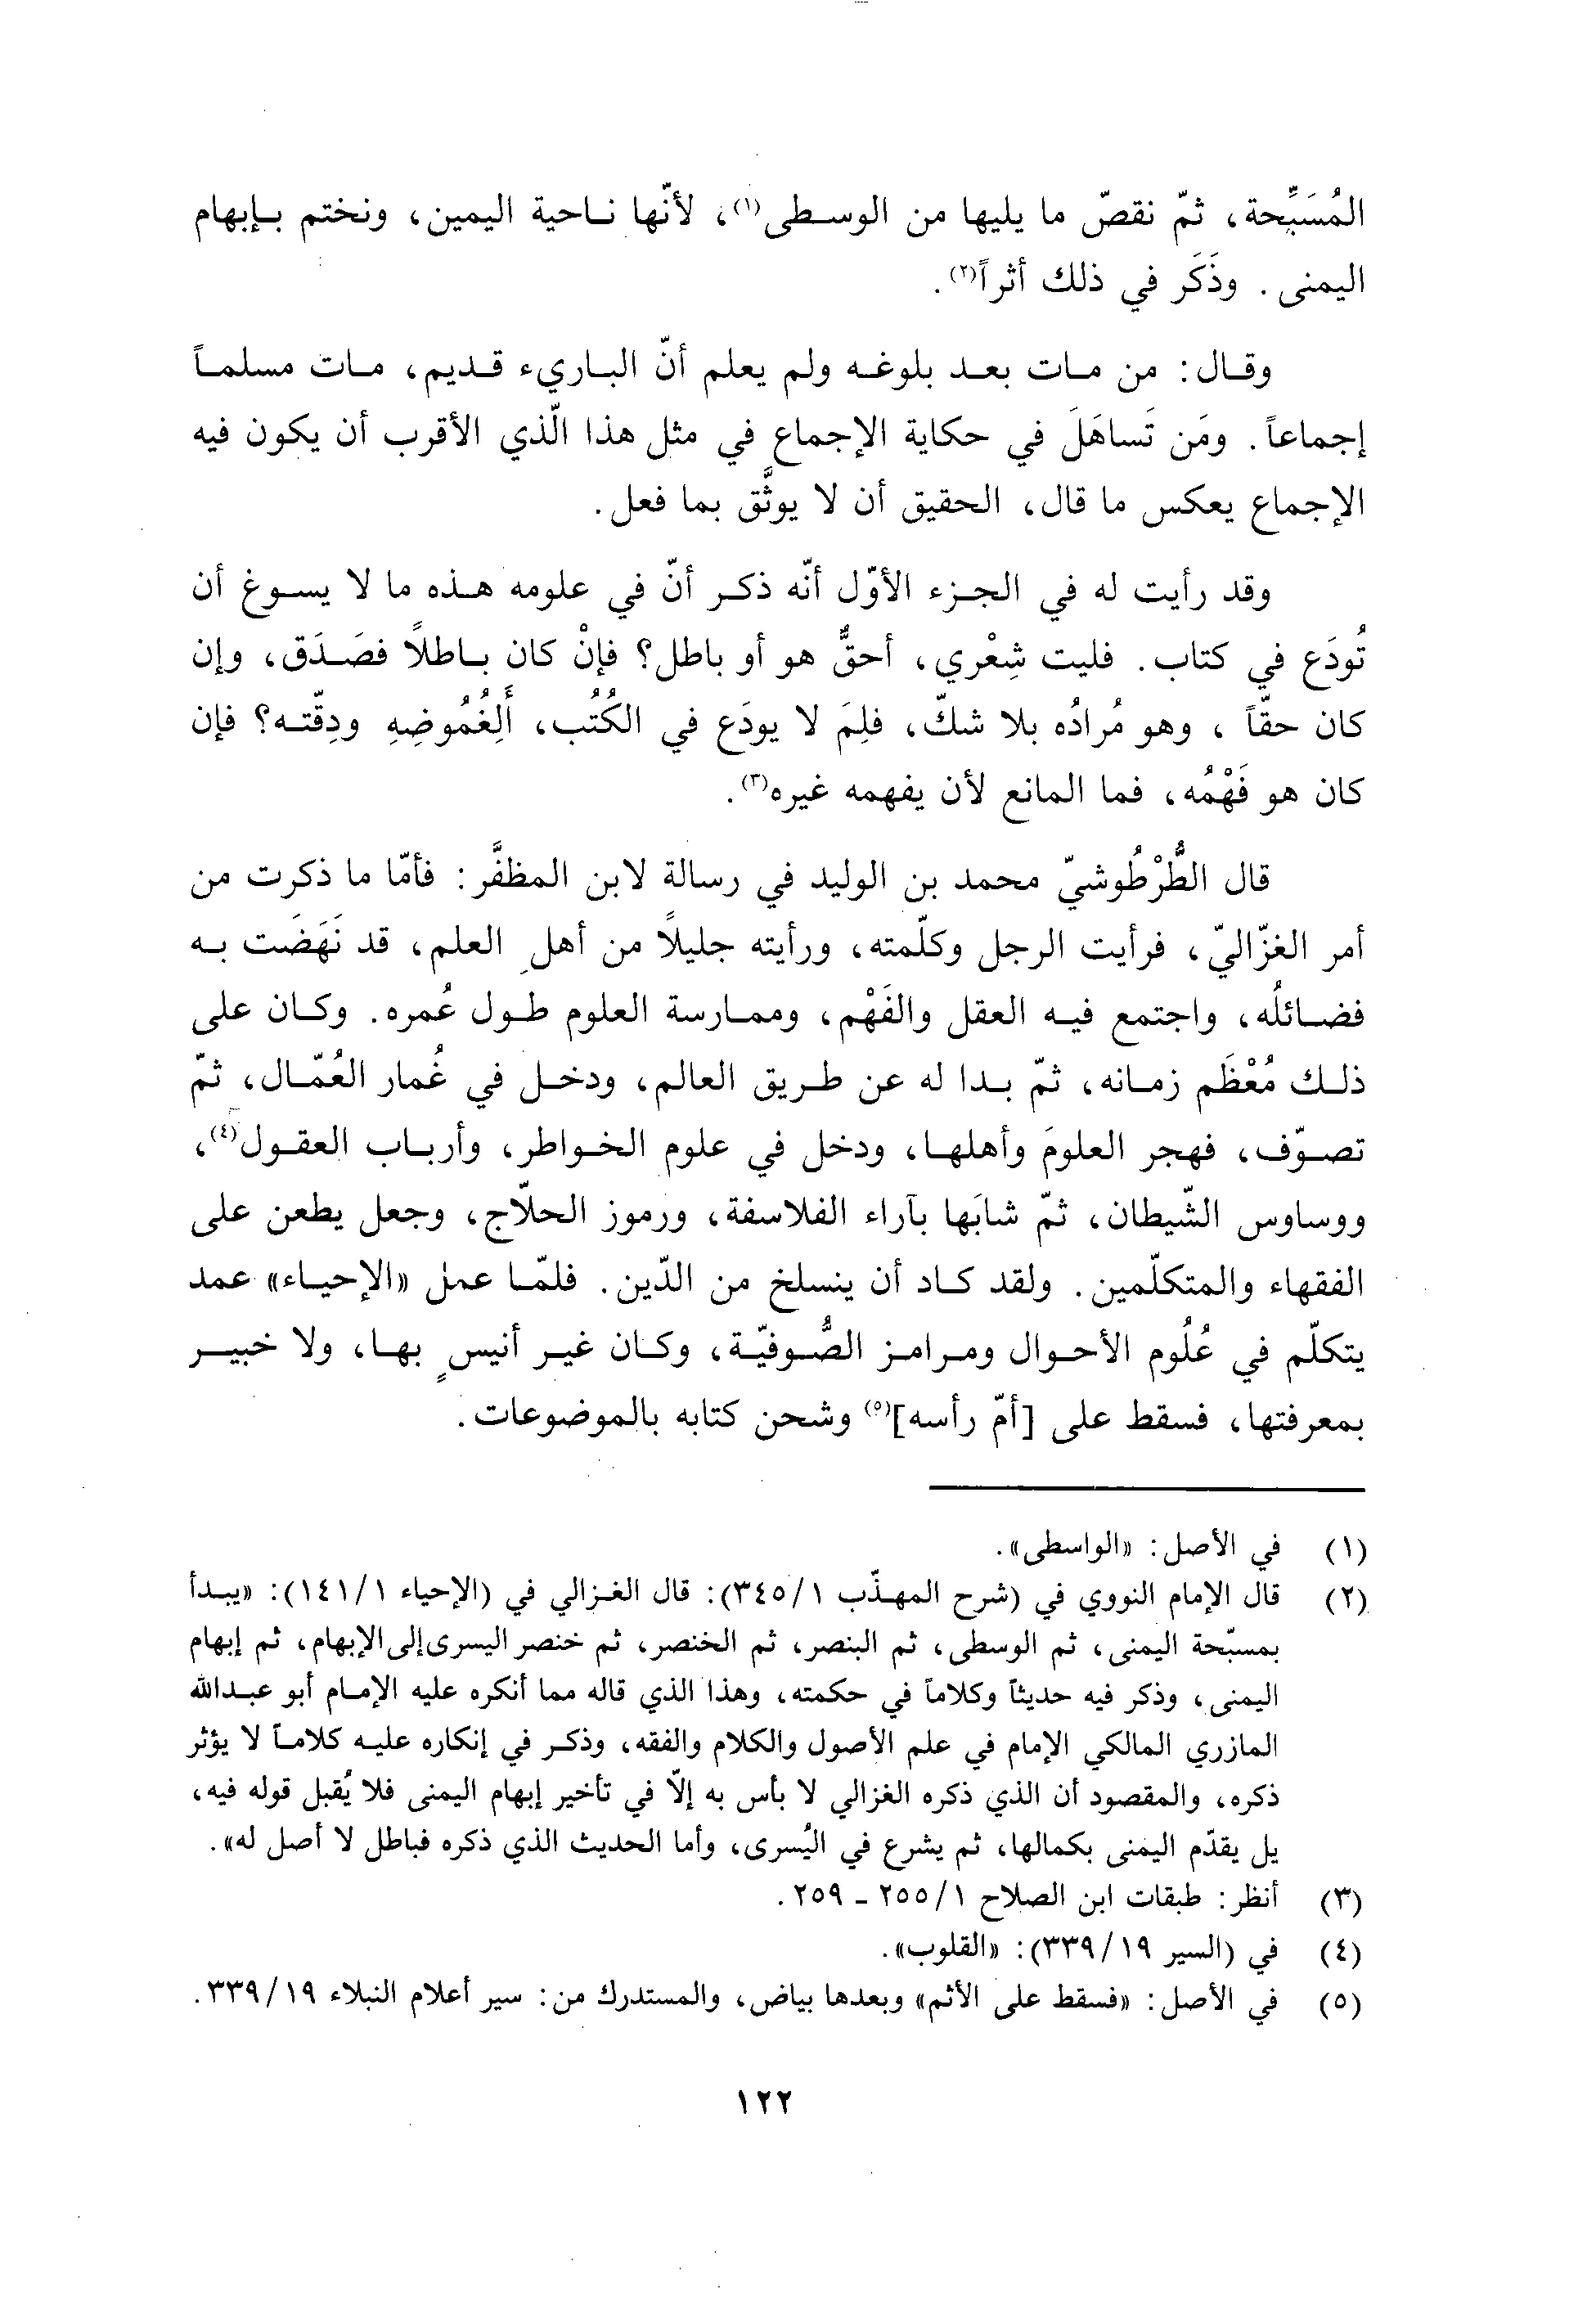 المُسَبِّحة، ثمّ نقصّ ما يليها من الوسطى(١)، لأنّها ناحية اليمين، ونختم بإبهام
اليمنى. وذَكَر في ذلك أثراً(٢).
وقال: من مات بعد بلوغه ولم يعلم أنّ الباريء قديم، مات مسلماً
إجماعاً. ومَن تَساهَلَ في حكاية الإجماع في مثل هذا الّذي الأقرب أن يكون فيه
الإجماع يعكس ما قال، الحقيق أن لا يوثَّق بما فعل.
وقد رأيت له في الجزء الأوّل أنّه ذكر أنّ في علومه هذه ما لا يسوغ أن
تُودَع في كتاب. فليت شِعْري، أحقٌّ هو أو باطل؟ فإنْ كان باطلاً فصَدَق، وإن
كان حقّاً ، وهو مُرادُه بلا شكّ، فلِمَ لا يودَع في الكُتُب، أَلِغُموضِهِ ودِقّته؟ فإن
كان هو فَهْمُه، فما المانع لأن يفهمه غيره(٣).
قال الطُّرْطُوشيّ محمد بن الوليد في رسالة لابن المظفَّر: فأمّا ما ذكرت من
أمر الغزّاليّ، فرأيت الرجل وكلّمته، ورأيته جليلاً من أهل العلم، قد نَهَضَت به
فضائلُه، واجتمع فيه العقل والفَهْم، وممارسة العلوم طول عُمره. وكان على
ذلك مُعْظَم زمانه، ثمّ بدا له عن طريق العالم، ودخل في غُمار العُمّال، ثمّ
تصوّف، فهجر العلومَ وأهلها، ودخل في علوم الخواطر، وأرباب العقول(٤)،
ووساوس الشّيطان، ثمّ شابَها بآراء الفلاسفة، ورموز الحلّاج، وجعل يطعن على
الفقهاء والمتكلّمين. ولقد كاد أن ينسلخ من الدّين. فلمّا عمل «الإحياء» عمد
يتكلّم في عُلُوم الأحوال ومرامز الصُّوفيّة، وكان غير أنيسٍ بها، ولا خبير
بمعرفتها، فسقط على [أمّ رأسه](٥) وشحن كتابه بالموضوعات.
(١) في الأصل: «الواسطى».
(٢) قال الإمام النووي في (شرح المهذّب ٣٤٥/١): قال الغزالي في (الإحياء ١٤١/١): «يبدأ
بمسبّحة اليمنى، ثم الوسطى، ثم البنصر، ثم الخنصر، ثم خنصر اليسرى إلى الإبهام، ثم إبهام
اليمنى، وذكر فيه حديثاً وكلاماً في حكمته، وهذا الذي قاله مما أنكره عليه الإمام أبو عبدالله
المازري المالكي الإمام في علم الأصول والكلام والفقه، وذكر في إنكاره عليه كلاماً لا يؤثر
ذكره، والمقصود أن الذي ذكره الغزالي لا بأس به إلّا في تأخير إبهام اليمنى فلا يُقبل قوله فيه،
يل يقدّم اليمنى بكمالها، ثم يشرع في اليُسرى، وأما الحديث الذي ذكره فباطل لا أصل له».
(٣) أنظر: طبقات ابن الصلاح ٢٥٥/١ - ٢٥٩.
(٤) في (السير ٣٣٩/١٩): «القلوب».
(٥) في الأصل: «فسقط على الأثم» وبعدها بياض، والمستدرك من: سير أعلام النبلاء ٣٣٩/١٩.
١٢٢